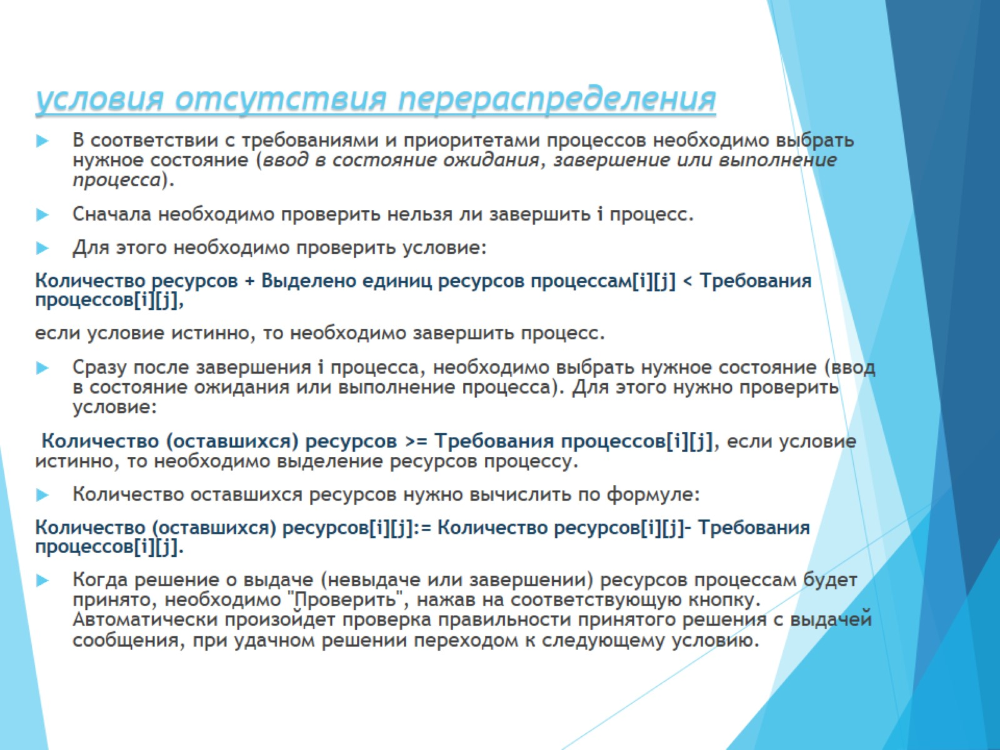 условия отсутствия перераспределения
В соответствии с требованиями и приоритетами процессов необходимо выбрать
нужное состояние (ввод в состояние ожидания, завершение или выполнение
процесса).
Сначала необходимо проверить нельзя ли завершить i процесс.
Для этого необходимо проверить условие:
Количество ресурсов + Выделено единиц ресурсов процессам[i][j] < Требования
процессов[i][j],
если условие истинно, то необходимо завершить процесс.
Сразу после завершения i процесса, необходимо выбрать нужное состояние (ввод
в состояние ожидания или выполнение процесса). Для этого нужно проверить
условие:
Количество (оставшихся) ресурсов >= Требования процессов[i][j], если условие
истинно, то необходимо выделение ресурсов процессу.
Количество оставшихся ресурсов нужно вычислить по формуле:
Количество (оставшихся) ресурсов[i][j]:= Количество ресурсов[i][j]– Требования
процессов[i][j].
Когда решение о выдаче (невыдаче или завершении) ресурсов процессам будет
принято, необходимо "Проверить", нажав на соответствующую кнопку.
Автоматически произойдет проверка правильности принятого решения с выдачей
сообщения, при удачном решении переходом к следующему условию.